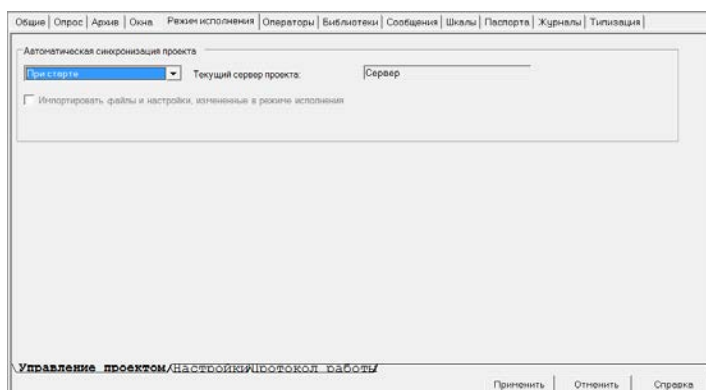 Общие | Опрос | Архив | Окна | Режим исполнения | Операторы | Библиотеки | Сообщения | Шкалы | Паспорта | Журналы | Типизация
Автоматическая синхронизация проекта
При старте Текущий сервер проекта: Сервер
Импортировать файлы и настройки, измененные в режиме исполнения
Управление проектом/Настройки/Протокол работы/
Применить Отменить Справка